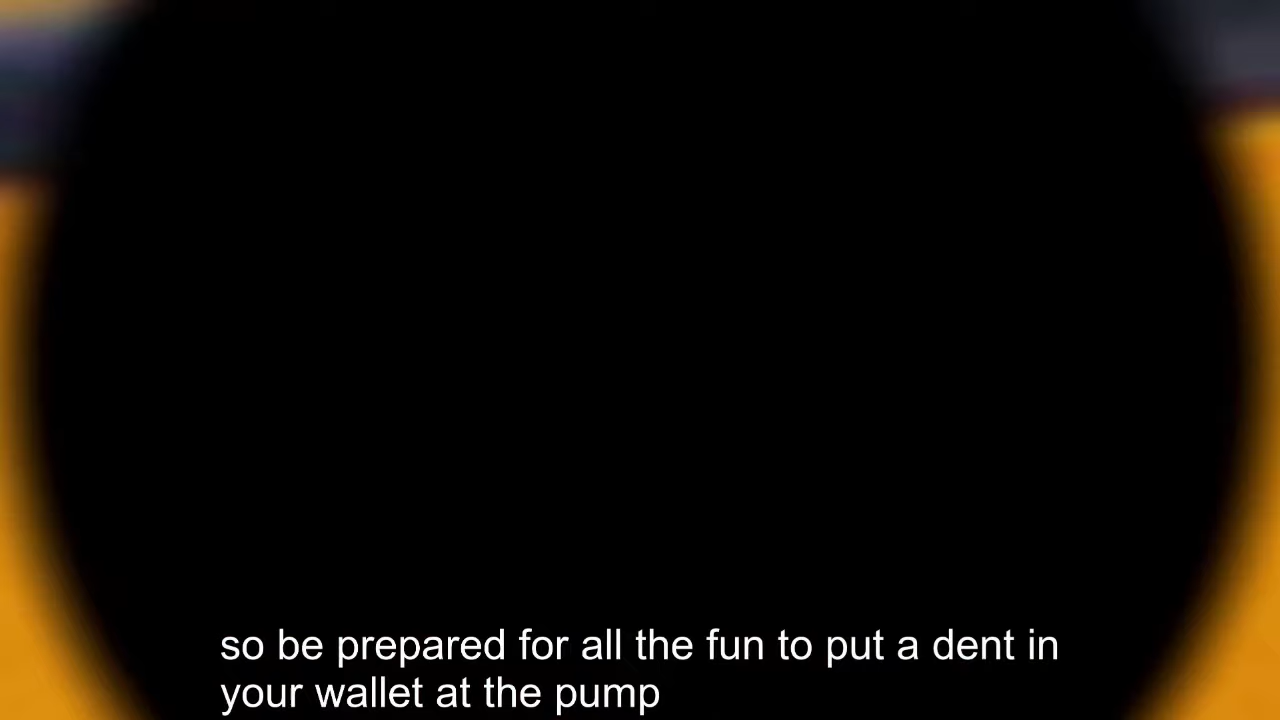 so be prepared for all the fun to put a dent in
your wallet at the pump